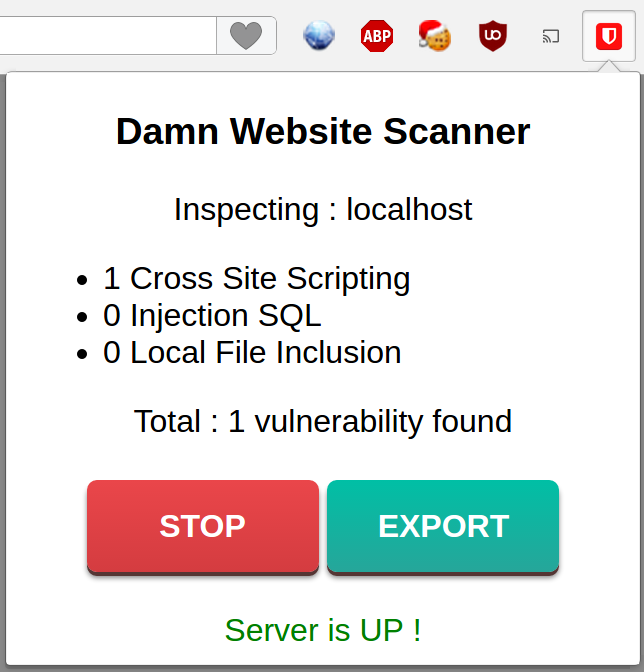 ABP
uo
Damn Website Scanner
Inspecting : localhost
1 Cross Site Scripting
0 Injection SQL
0 Local File Inclusion
Total : 1 vulnerability found
STOP
EXPORT
Server is UP !